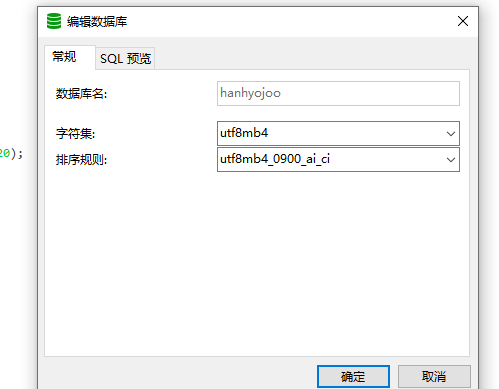 编辑数据库
常规
SQL 预览
数据库名:
hanhyojoo
字符集:
utf8mb4
20);
排序规则:
utf8mb4_0900_ai_ci
确定
取消